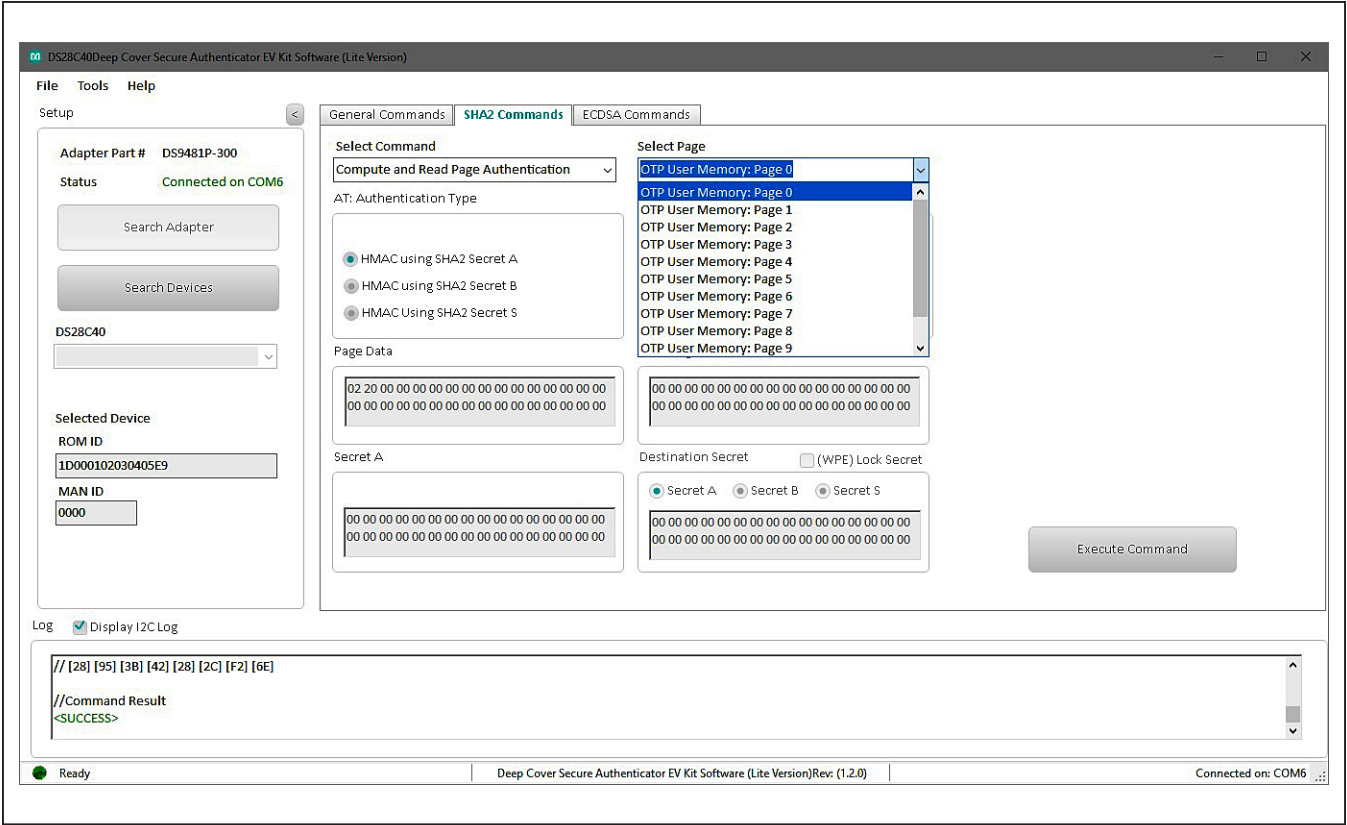 DS28C40Deep Cover Secure Authenticator EV Kit Software (Lite Version)
File Tools Help
Setup
<
Adapter Part # DS9481P-300
Status Connected on COM6
Search Adapter
Search Devices
DS28C40
Selected Device
ROM ID
1D000102030405E9
MAN ID
0000
General Commands SHA2 Commands ECDSA Commands
Select Command
Compute and Read Page Authentication
Select Page
OTP User Memory: Page 0
OTP User Memory: Page 0
OTP User Memory: Page 1
OTP User Memory: Page 2
OTP User Memory: Page 3
OTP User Memory: Page 4
OTP User Memory: Page 5
OTP User Memory: Page 6
OTP User Memory: Page 7
OTP User Memory: Page 8
OTP User Memory: Page 9
AT: Authentication Type
HMAC using SHA2 Secret A
HMAC using SHA2 Secret B
HMAC Using SHA2 Secret S
Page Data
02 20 00 00 00 00 00 00 00 00 00 00 00 00 00 00
00 00 00 00 00 00 00 00 00 00 00 00 00 00 00 00
00 00 00 00 00 00 00 00 00 00 00 00 00 00 00 00
00 00 00 00 00 00 00 00 00 00 00 00 00 00 00 00
Secret A
00 00 00 00 00 00 00 00 00 00 00 00 00 00 00 00
00 00 00 00 00 00 00 00 00 00 00 00 00 00 00 00
Destination Secret (WPE) Lock Secret
Secret A Secret B Secret S
00 00 00 00 00 00 00 00 00 00 00 00 00 00 00 00
00 00 00 00 00 00 00 00 00 00 00 00 00 00 00 00
Execute Command
Log Display I2C Log
// [28] [95] [3B] [42] [28] [2C] [F2] [6E]
//Command Result
<SUCCESS>
Ready
Deep Cover Secure Authenticator EV Kit Software (Lite Version)Rev: (1.2.0)
Connected on: COM6